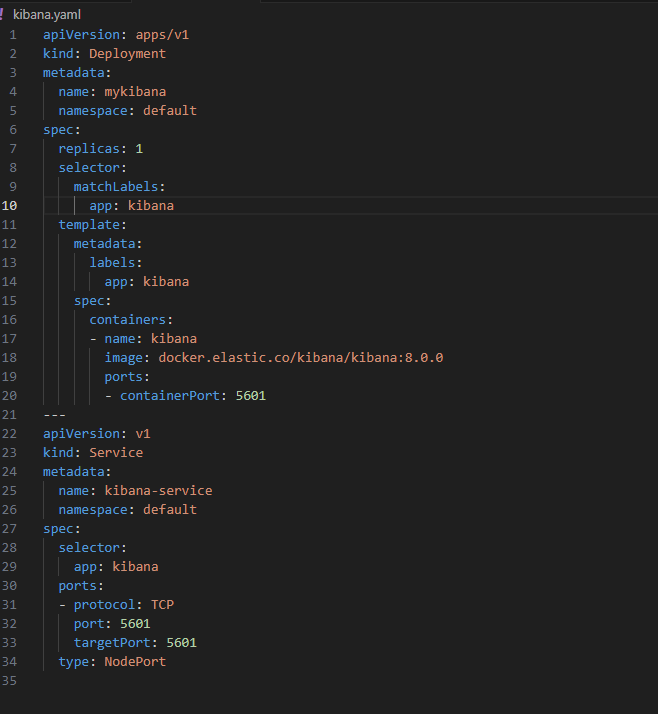 ! kibana.yaml
1 apiVersion: apps/v1
2 kind: Deployment
3 metadata:
4   name: mykibana
5   namespace: default
6 spec:
7   replicas: 1
8   selector:
9     matchLabels:
10       app: kibana
11   template:
12     metadata:
13       labels:
14         app: kibana
15     spec:
16       containers:
17       - name: kibana
18         image: docker.elastic.co/kibana/kibana:8.0.0
19         ports:
20         - containerPort: 5601
21 ---
22 apiVersion: v1
23 kind: Service
24 metadata:
25   name: kibana-service
26   namespace: default
27 spec:
28   selector:
29     app: kibana
30   ports:
31   - protocol: TCP
32     port: 5601
33     targetPort: 5601
34   type: NodePort
35